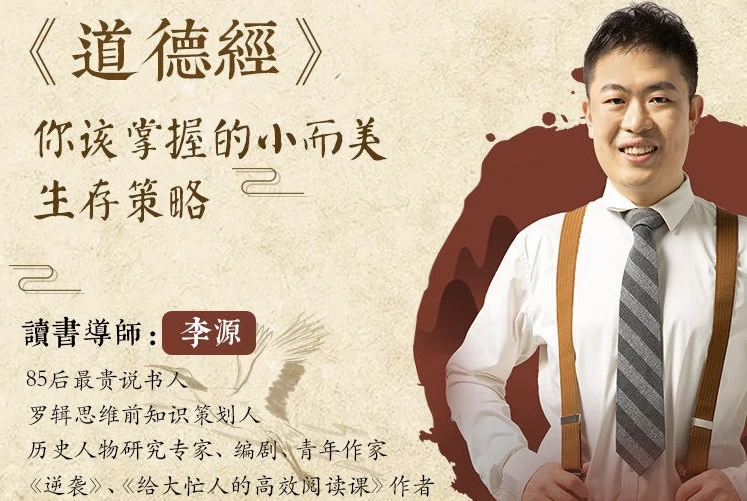 《道德經》
你该掌握的小而美
生存策略
讀書導師：李源
85后最贵说书人
罗辑思维前知识策划人
历史人物研究专家、编剧、青年作家
《逆袭》、《给大忙人的高效阅读课》作者